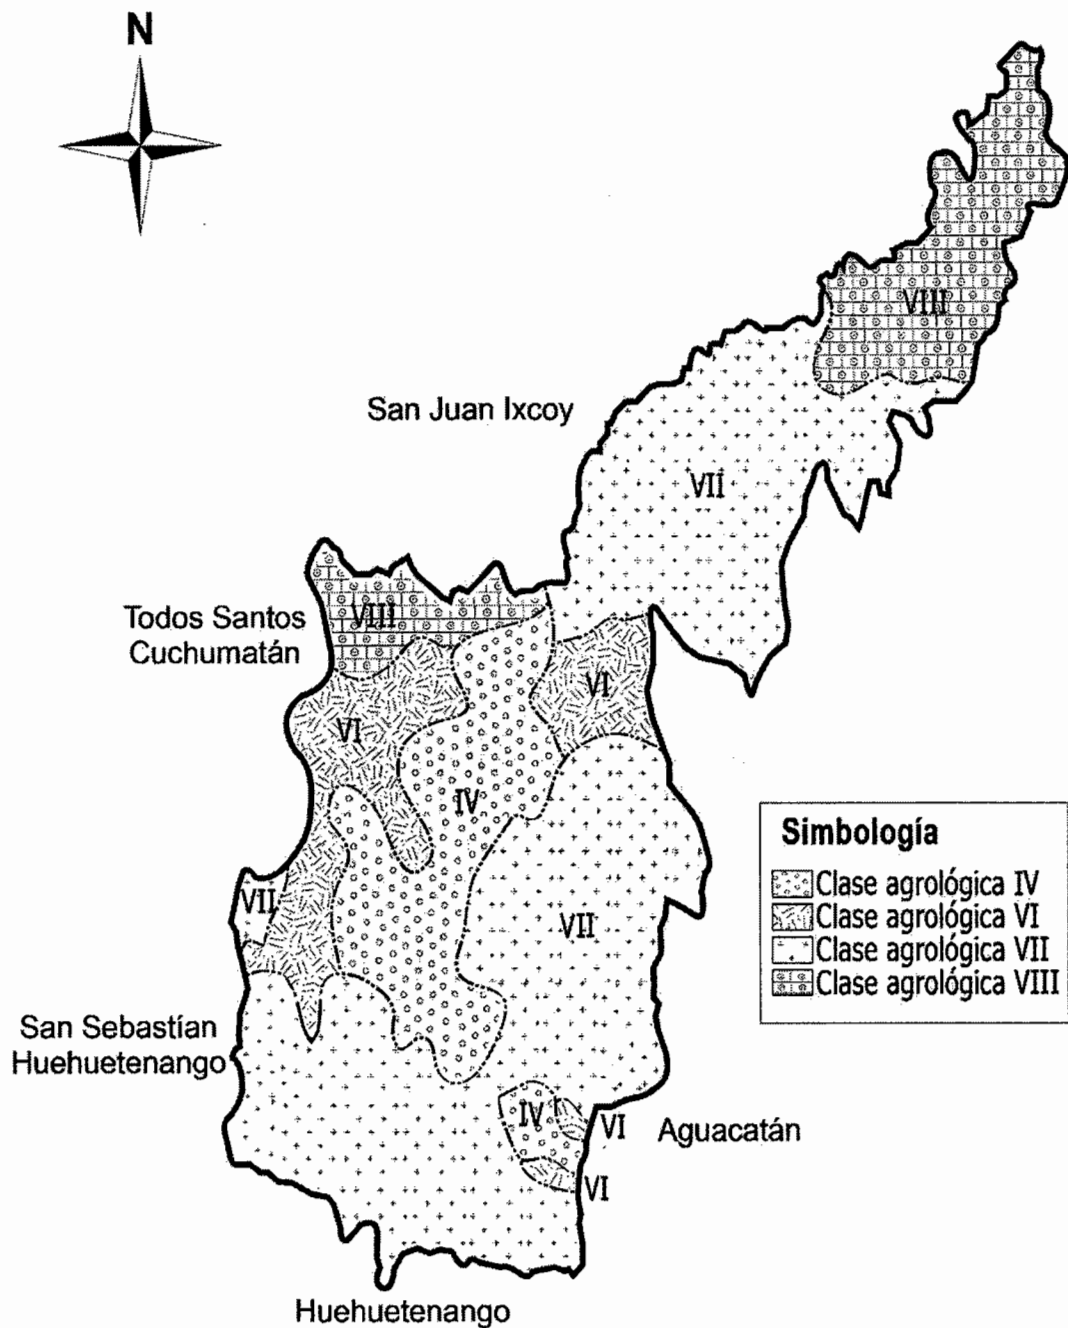 N
VIII
San Juan Ixcoy
VII
Todos Santos
Cuchumatán
VIII
VI
VI
IV
Simbología
Clase agrológica IV
Clase agrológica VI
Clase agrológica VII
Clase agrológica VIII
VII
VII
San Sebastían
Huehuetenango
IV
VI
Aguacatán
VI
Huehuetenango